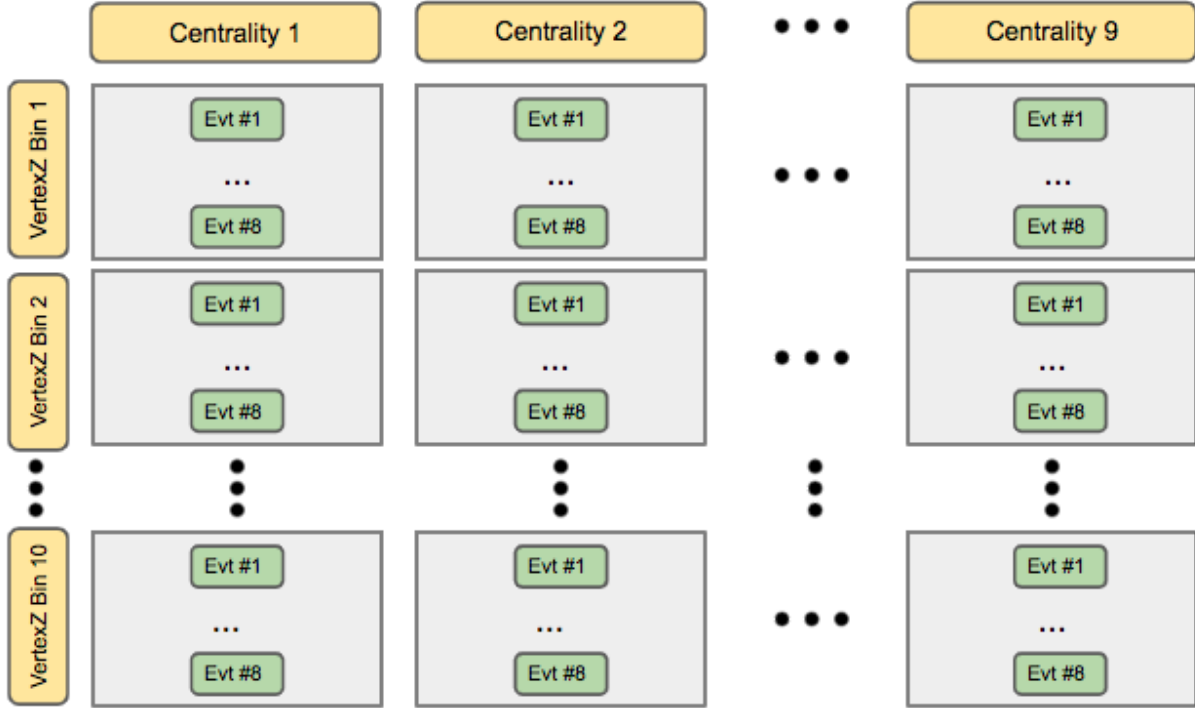 Centrality 1
Centrality 2
Centrality 9
VertexZ Bin 1
Evt #1
Evt #1
Evt #1
...
...
...
Evt #8
Evt #8
Evt #8
VertexZ Bin 2
Evt #1
Evt #1
Evt #1
...
...
...
Evt #8
Evt #8
Evt #8
VertexZ Bin 10
Evt #1
Evt #1
Evt #1
...
...
...
Evt #8
Evt #8
Evt #8